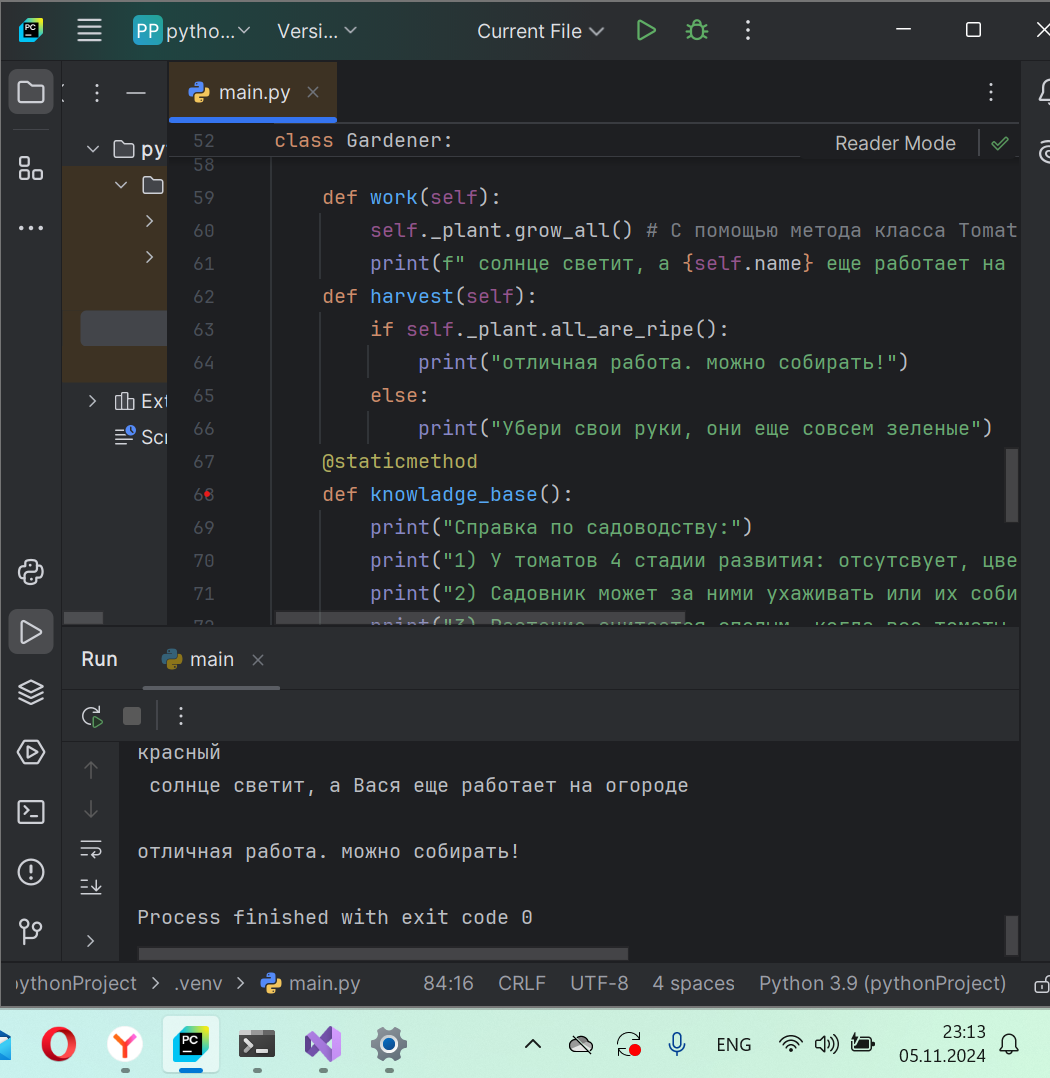 PP pytho... Versi... Current File
main.py
52 class Gardener:
Reader Mode
py
58
59 def work(self):
60 self._plant.grow_all() # С помощью метода класса Tomat
61 print(f" солнце светит, а {self.name} еще работает на
62 def harvest(self):
63 if self._plant.all_are_ripe():
64 print("отличная работа. можно собирать!")
65 else:
66 print("Убери свои руки, они еще совсем зеленые")
67 @staticmethod
68 def knowladge_base():
69 print("Справка по садоводству:")
70 print("1) У томатов 4 стадии развития: отсутсвует, цве
71 print("2) Садовник может за ними ухаживать или их соби
Ext
Scr
Run main
красный
солнце светит, а Вася еще работает на огороде
отличная работа. можно собирать!
Process finished with exit code 0
ythonProject > .venv > main.py 84:16 CRLF UTF-8 4 spaces Python 3.9 (pythonProject)
ENG
23:13
05.11.2024